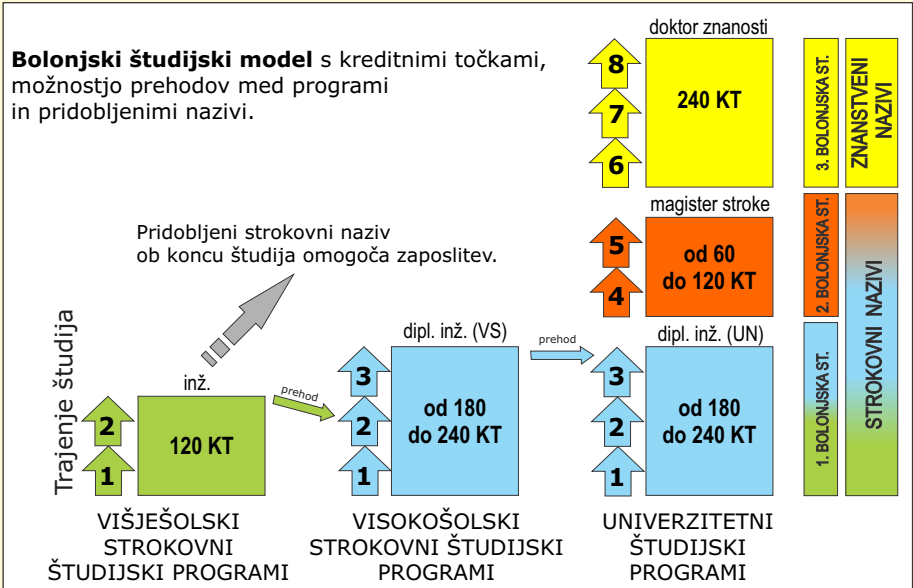 Bolonjski študijski model s kreditnimi točkami,
možnostjo prehodov med programi
in pridobljenimi nazivi.
doktor znanosti
8
7
6
240 KT
3. BOLONJSKA ST.
ZNANSTVENI
NAZIVI
Pridobljeni strokovni naziv
ob koncu študija omogoča zaposlitev.
magister stroke
5
4
od 60
do 120 KT
2. BOLONJSKA ST.
STROKOVNI NAZIVI
Trajenje študija
inž.
2
1
120 KT
prehod
dipl. inž. (VS)
3
2
1
od 180
do 240 KT
prehod
dipl. inž. (UN)
3
2
1
od 180
do 240 KT
1. BOLONJSKA ST.
VIŠJEŠOLSKI
STROKOVNI
ŠTUDIJSKI PROGRAMI
VISOKOŠOLSKI
STROKOVNI ŠTUDIJSKI
PROGRAMI
UNIVERZITETNI
ŠTUDIJSKI
PROGRAMI